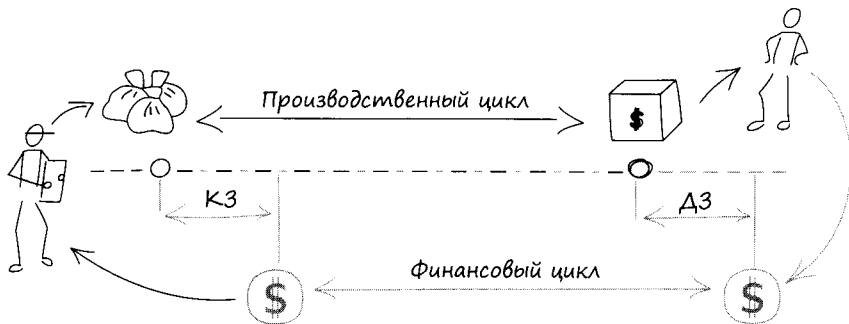 Производственный цикл
$
КЗ
ДЗ
Финансовый цикл
$
$